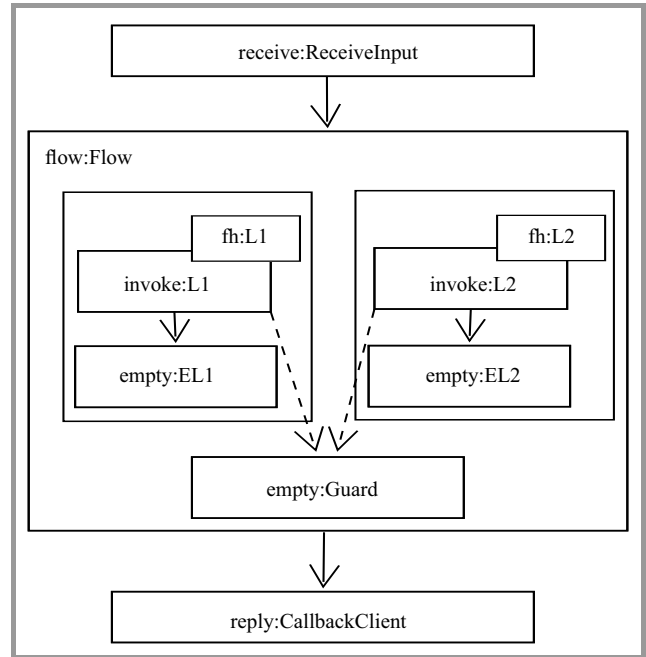 receive:ReceiveInput
flow:Flow
fh:L1
fh:L2
invoke:L1
invoke:L2
empty:EL1
empty:EL2
empty:Guard
reply:CallbackClient